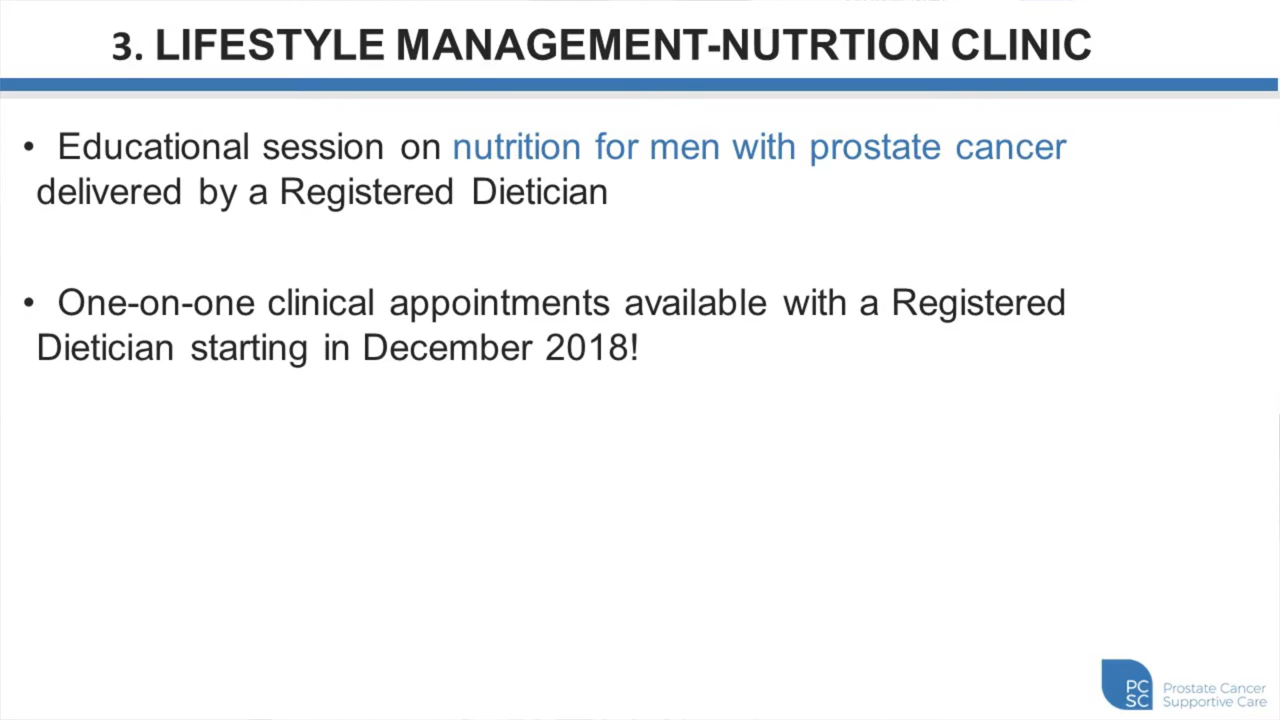 3. LIFESTYLE MANAGEMENT-NUTRTION CLINIC
• Educational session on nutrition for men with prostate cancer
delivered by a Registered Dietician
• One-on-one clinical appointments available with a Registered
Dietician starting in December 2018!
PC
SC
Prostate Cancer
Supportive Care